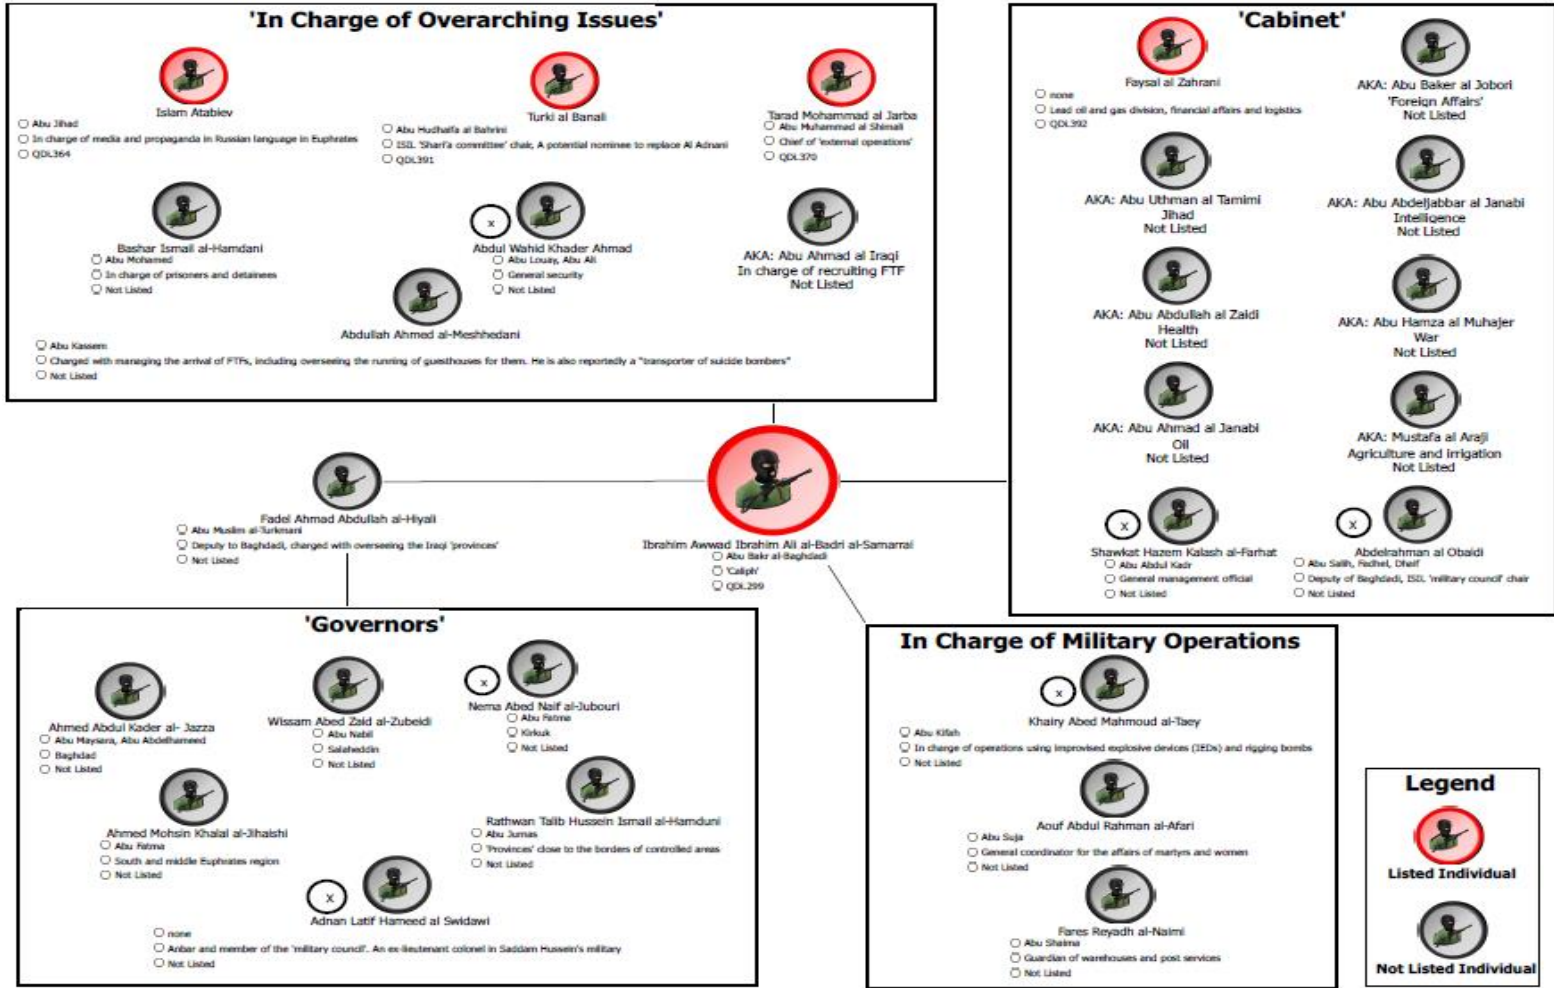 'In Charge of Overarching Issues'
Islam Atabiev
Abu Jihad
In charge of media and propaganda in Russian language in Euphrates
QDL364
Turki al Banali
Abu Hudhaifa al Bahrini
ISIL 'Shari'a committee' chair, A potential nominee to replace Al Adnani
QDL391
Tarad Mohammad al Jarba
Abu Muhammad al Shimali
Chief of 'external operations'
QDL370
Bashar Ismail al-Hamdani
Abu Mohamed
In charge of prisoners and detainees
Not Listed
x
Abdul Wahid Khader Ahmad
Abu Louay, Abu Ali
General security
Not Listed
AKA: Abu Ahmad al Iraqi
In charge of recruiting FTF
Not Listed
Abdullah Ahmed al-Meshhedani
Abu Kassem
Charged with managing the arrival of FTFs, including overseeing the running of guesthouses for them. He is also reportedly a "transporter of suicide bombers"
Not Listed
'Cabinet'
Faysal al Zahrani
none
Lead oil and gas division, financial affairs and logistics
QDL392
AKA: Abu Baker al Jobori
'Foreign Affairs'
Not Listed
AKA: Abu Uthman al Tamimi
Jihad
Not Listed
AKA: Abu Abdeljabbar al Janabi
Intelligence
Not Listed
AKA: Abu Abdullah al Zaidi
Health
Not Listed
AKA: Abu Hamza al Muhajer
War
Not Listed
AKA: Abu Ahmad al Janabi
Oil
Not Listed
AKA: Mustafa al Araji
Agriculture and irrigation
Not Listed
x
Shawkat Hazem Kalash al-Farhat
Abu Abdul Kadr
General management official
Not Listed
x
Abdelrahman al Obaidi
Abu Salih, Fadhel, Dhaif
Deputy of Baghdadi, ISIL 'military council' chair
Not Listed
Fadel Ahmad Abdullah al-Hiyali
Abu Muslim al-Turkmani
Deputy to Baghdadi, charged with overseeing the Iraqi 'provinces'
Not Listed
Ibrahim Awwad Ibrahim Ali al-Badri al-Samarrai
Abu Bakr al-Baghdadi
'Caliph'
QDL299
'Governors'
Ahmed Abdul Kader al- Jazza
Abu Maysara, Abu Abdelhameed
Baghdad
Not Listed
Wissam Abed Zaid al-Zubeidi
Abu Nabil
Salaheddin
Not Listed
x
Nema Abed Naif al-Jubouri
Abu Fatma
Kirkuk
Not Listed
Ahmed Mohsin Khalal al-Jihaishi
Abu Fatma
South and middle Euphrates region
Not Listed
Rathwan Talib Hussein Ismail al-Hamduni
Abu Jurnas
'Provinces' close to the borders of controlled areas
Not Listed
x
Adnan Latif Hameed al Swidawi
none
Anbar and member of the 'military council'. An ex-lieutenant colonel in Saddam Hussein's military
Not Listed
In Charge of Military Operations
x
Khairy Abed Mahmoud al-Taey
Abu Kifah
In charge of operations using improvised explosive devices (IEDs) and rigging bombs
Not Listed
Aouf Abdul Rahman al-Afari
Abu Suja
General coordinator for the affairs of martyrs and women
Not Listed
Fares Reyadh al-Naimi
Abu Shaima
Guardian of warehouses and post services
Not Listed
Legend
Listed Individual
Not Listed Individual